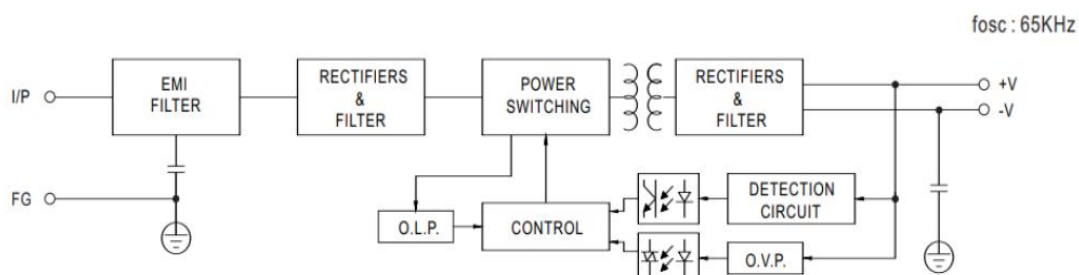 fosc : 65KHz
I/P
EMI
FILTER
RECTIFIERS
&
FILTER
POWER
SWITCHING
RECTIFIERS
&
FILTER
+V
-V
FG
O.L.P.
CONTROL
DETECTION
CIRCUIT
O.V.P.